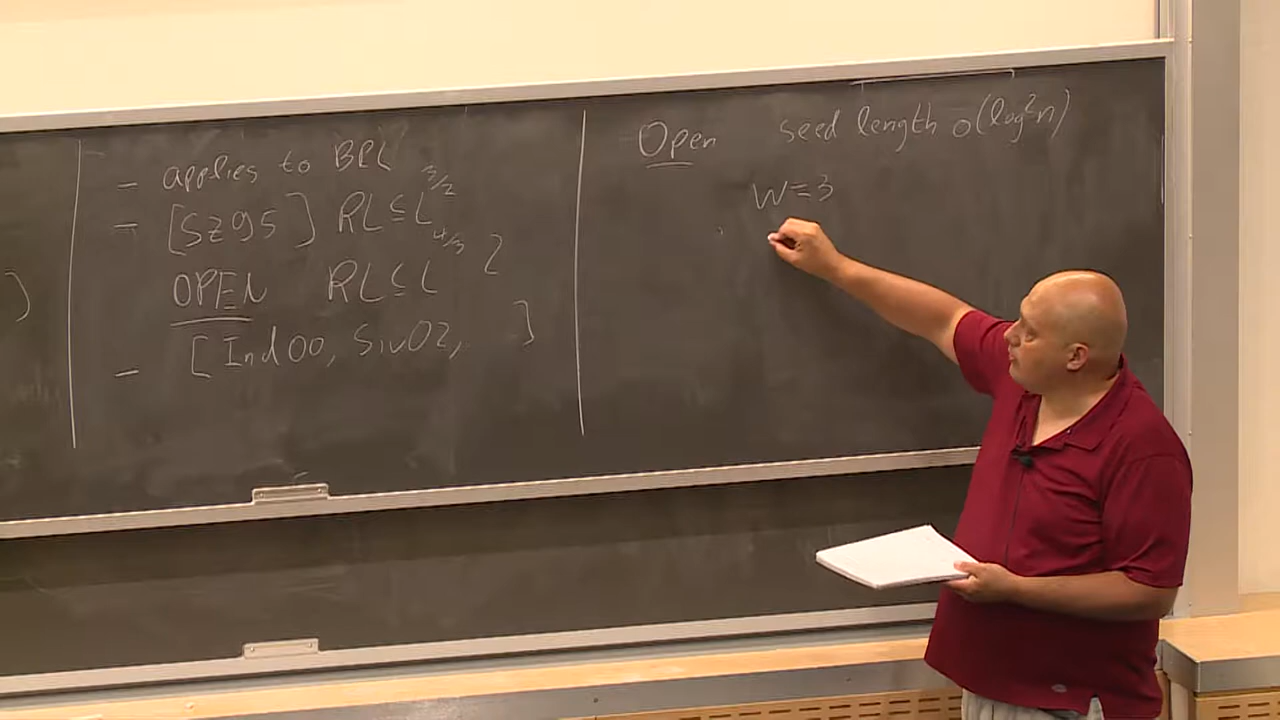 )
- applies to BPL
- [SZ95] RL ⊆ L^3/2
OPEN RL ⊆ L^4/3 ?
- [Ind00, Siv02, ]
Open seed length o(log²n)
W=3